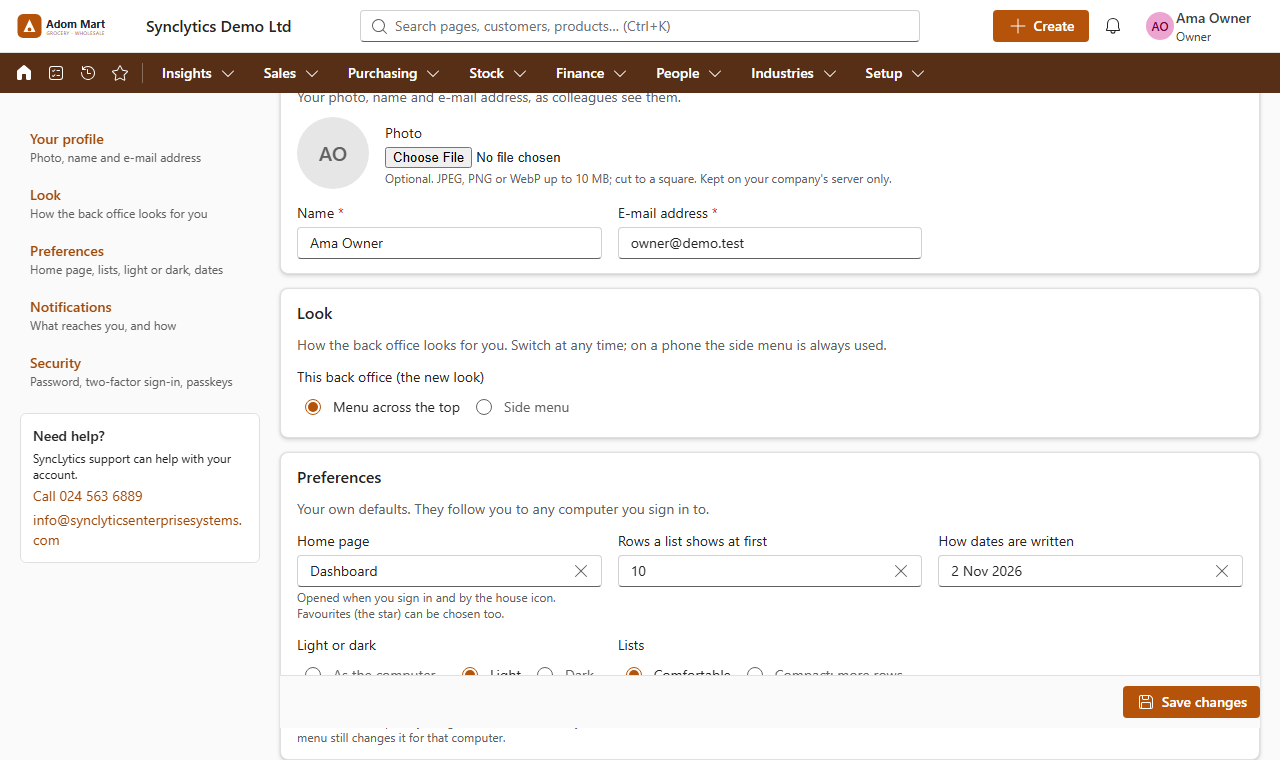 Adom Mart
GROCERY · WHOLESALE
Synclytics Demo Ltd
Search pages, customers, products... (Ctrl+K)
Create
AO
Ama Owner
Owner
Insights
Sales
Purchasing
Stock
Finance
People
Industries
Setup
Your profile
Photo, name and e-mail address
Look
How the back office looks for you
Preferences
Home page, lists, light or dark, dates
Notifications
What reaches you, and how
Security
Password, two-factor sign-in, passkeys
Need help?
SyncLytics support can help with your
account.
Call 024 563 6889
info@synclyticsenterprisesystems.
com
Your photo, name and e-mail address, as colleagues see them.
AO
Photo
Choose File No file chosen
Optional. JPEG, PNG or WebP up to 10 MB; cut to a square. Kept on your company's server only.
Name *
Ama Owner
E-mail address *
owner@demo.test
Look
How the back office looks for you. Switch at any time; on a phone the side menu is always used.
This back office (the new look)
Menu across the top
Side menu
Preferences
Your own defaults. They follow you to any computer you sign in to.
Home page
Dashboard
Opened when you sign in and by the house icon.
Favourites (the star) can be chosen too.
Rows a list shows at first
10
How dates are written
2 Nov 2026
Light or dark
As the computer
Light
Dark
Lists
Comfortable
Compact: more rows
Save changes
menu still changes it for that computer.